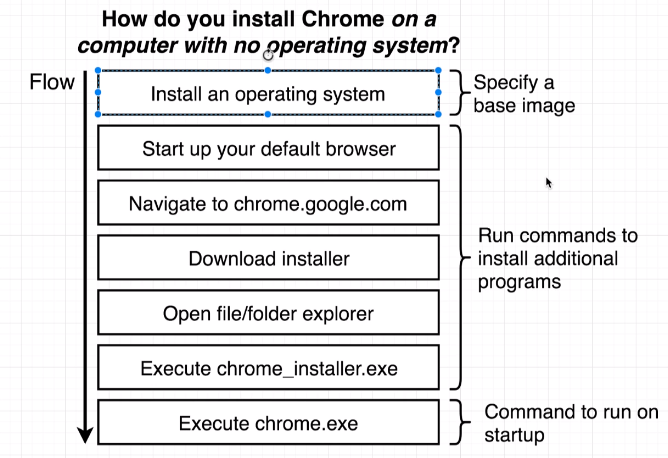 How do you install Chrome on a
computer with no operating system?
Flow
Install an operating system
Specify a
base image
Start up your default browser
Navigate to chrome.google.com
Download installer
Open file/folder explorer
Execute chrome_installer.exe
Run commands to
install additional
programs
Execute chrome.exe
Command to run on
startup